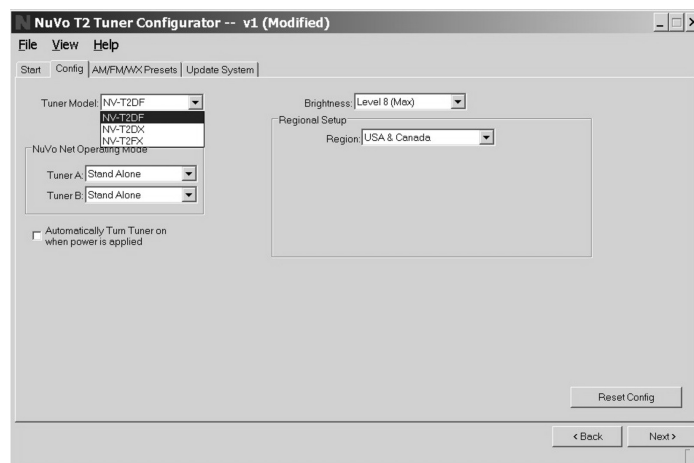 N NuVo T2 Tuner Configurator -- v1 (Modified)
File View Help
Start Config AM/FM/WX Presets Update System
Tuner Model: NV-T2DF
NV-T2DF
NV-T2DX
NV-T2FX
Brightness: Level 8 (Max)
Regional Setup
Region: USA & Canada
NuVo Net Operating Mode
Tuner A: Stand Alone
Tuner B: Stand Alone
Automatically Turn Tuner on
when power is applied
Reset Config
< Back Next >